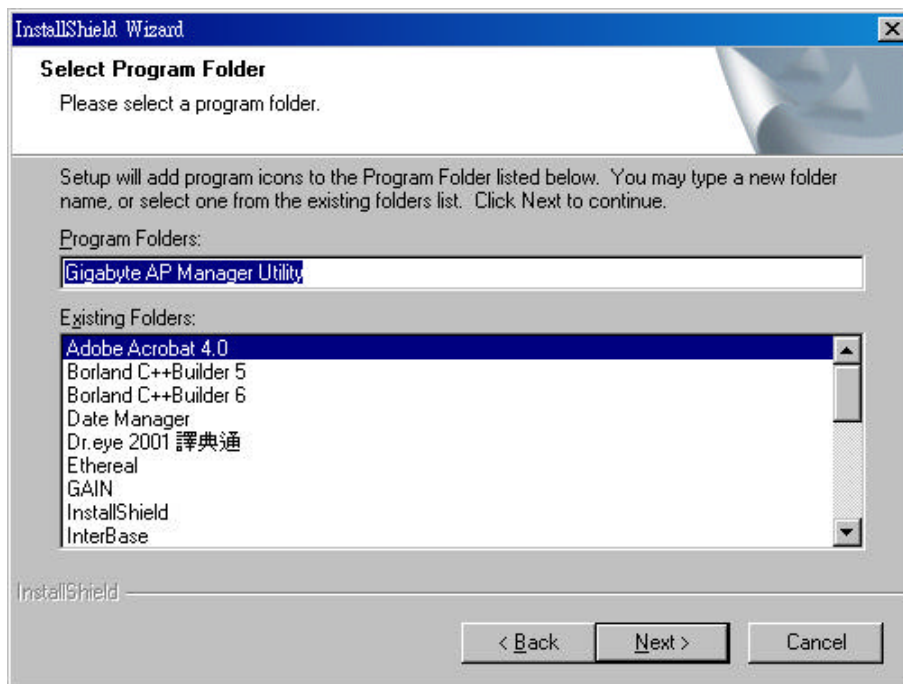 InstallShield Wizard
Select Program Folder
Please select a program folder.
Setup will add program icons to the Program Folder listed below. You may type a new folder
name, or select one from the existing folders list. Click Next to continue.
Program Folders:
Gigabyte AP Manager Utility
Existing Folders:
Adobe Acrobat 4.0
Borland C++Builder 5
Borland C++Builder 6
Date Manager
Dr.eye 2001 譯典通
Ethereal
GAIN
InstallShield
InterBase
InstallShield
< Back Next > Cancel